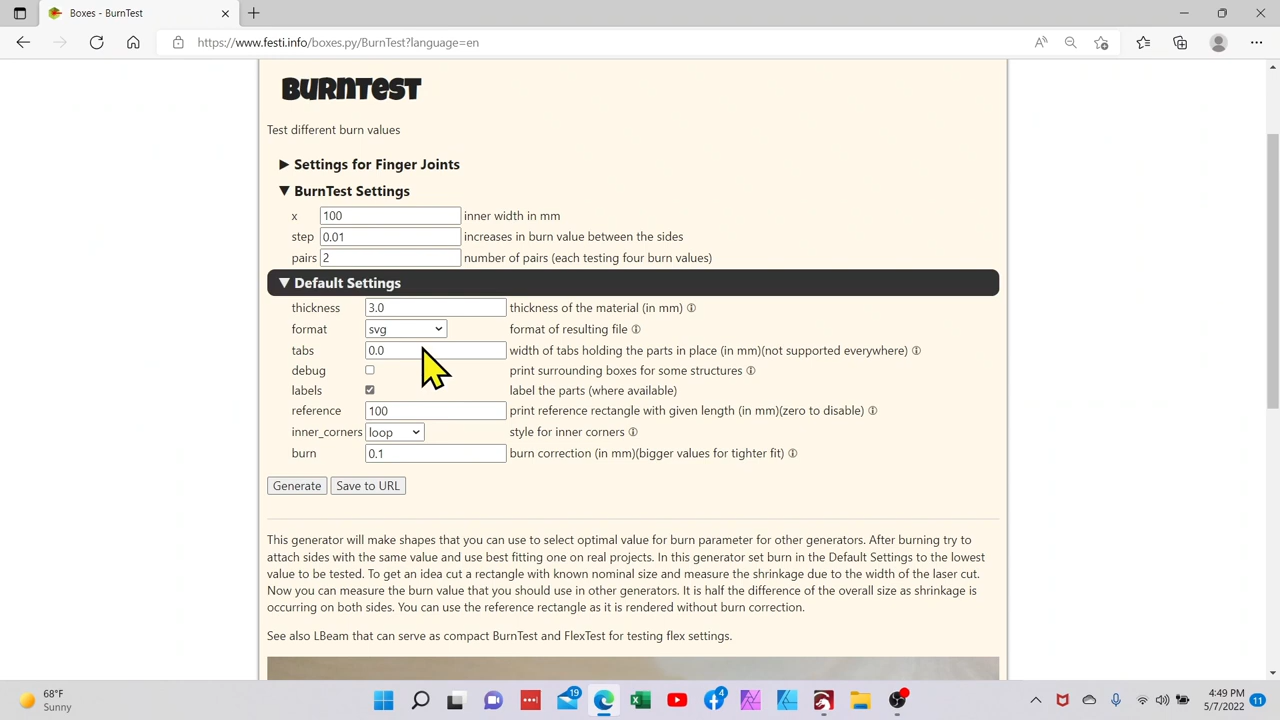 Boxes - BurnTest
https://www.festi.info/boxes.py/BurnTest?language=en
BurnTest
Test different burn values
Settings for Finger Joints
BurnTest Settings
x 100 inner width in mm
step 0.01 increases in burn value between the sides
pairs 2 number of pairs (each testing four burn values)
Default Settings
thickness 3.0 thickness of the material (in mm)
format svg format of resulting file
tabs 0.0 width of tabs holding the parts in place (in mm)(not supported everywhere)
debug print surrounding boxes for some structures
labels label the parts (where available)
reference 100 print reference rectangle with given length (in mm)(zero to disable)
inner_corners loop style for inner corners
burn 0.1 burn correction (in mm)(bigger values for tighter fit)
Generate Save to URL
This generator will make shapes that you can use to select optimal value for burn parameter for other generators. After burning try to
attach sides with the same value and use best fitting one on real projects. In this generator set burn in the Default Settings to the lowest
value to be tested. To get an idea cut a rectangle with known nominal size and measure the shrinkage due to the width of the laser cut.
Now you can measure the burn value that you should use in other generators. It is half the difference of the overall size as shrinkage is
occurring on both sides. You can use the reference rectangle as it is rendered without burn correction.
See also LBeam that can serve as compact BurnTest and FlexTest for testing flex settings.
68°F
Sunny
19
4
4:49 PM
5/7/2022
11